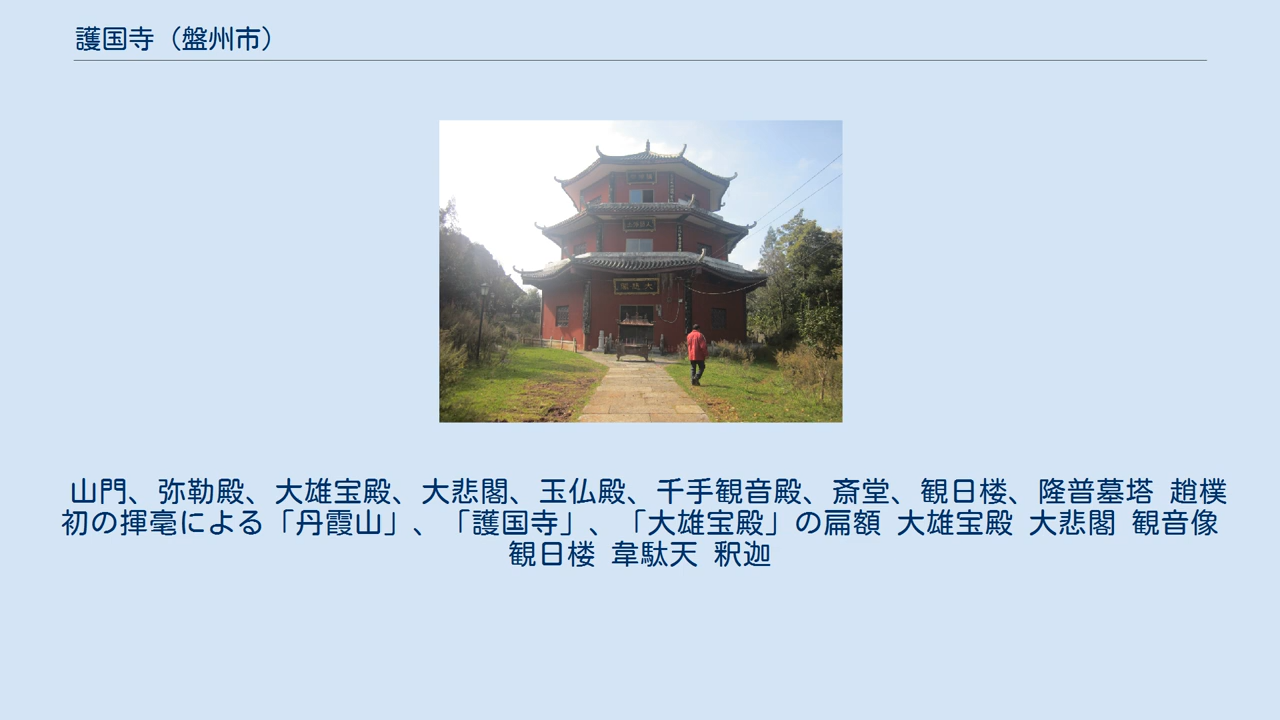 護国寺（盤州市）
大悲閣
山門、弥勒殿、大雄宝殿、大悲閣、玉仏殿、千手観音殿、斎堂、観日楼、隆普墓塔 趙樸
初の揮毫による「丹霞山」、「護国寺」、「大雄宝殿」の扁額 大雄宝殿 大悲閣 観音像
観日楼 韋駄天 釈迦